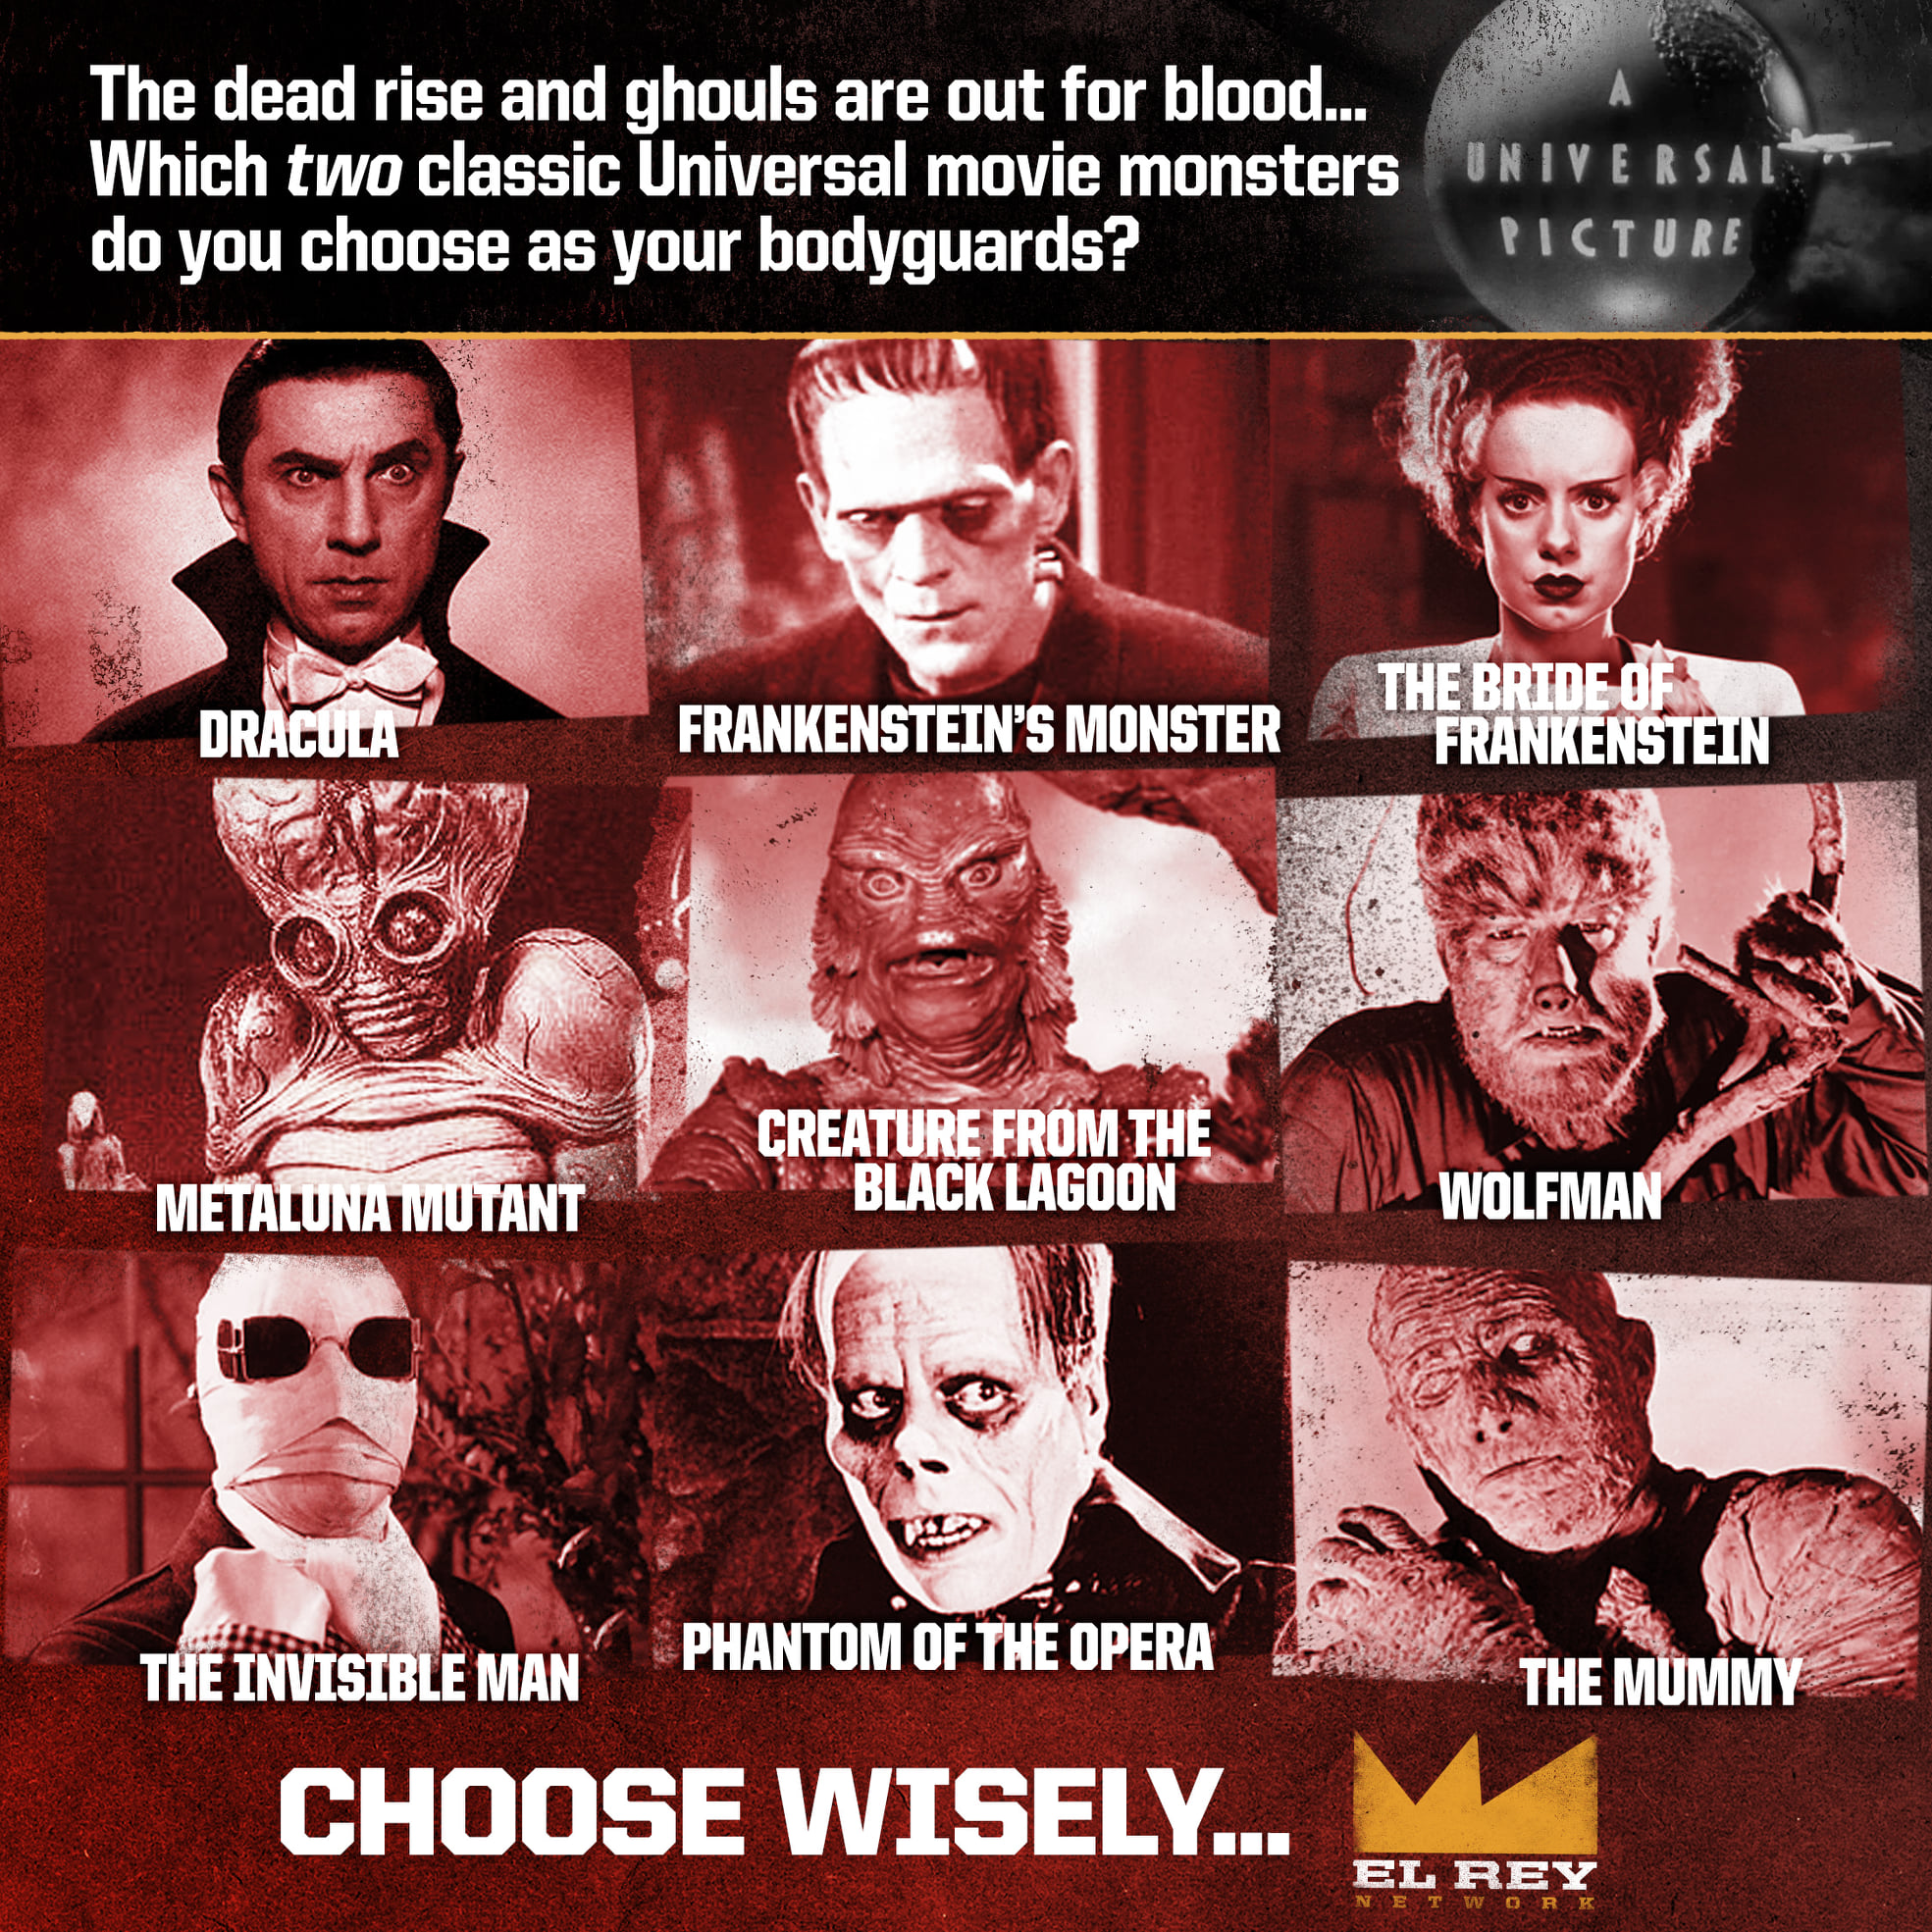 The dead rise and ghouls are out for blood...
Which two classic Universal movie monsters
do you choose as your bodyguards?
A
UNIVERSAL
PICTURE
DRACULA
FRANKENSTEIN'S MONSTER
THE BRIDE OF
FRANKENSTEIN
METALUNA MUTANT
CREATURE FROM THE
BLACK LAGOON
WOLFMAN
THE INVISIBLE MAN
PHANTOM OF THE OPERA
THE MUMMY
CHOOSE WISELY...
EL REY
NETWORK